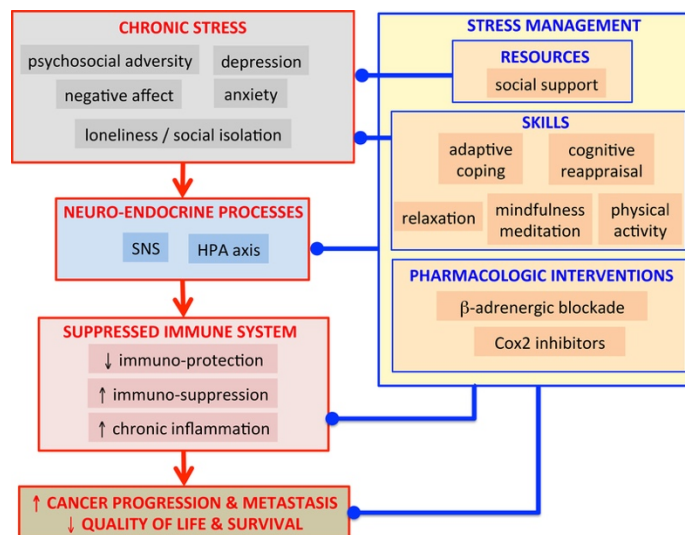 CHRONIC STRESS
psychosocial adversity
depression
negative affect
anxiety
loneliness / social isolation
NEURO-ENDOCRINE PROCESSES
SNS
HPA axis
SUPPRESSED IMMUNE SYSTEM
↓ immuno-protection
↑ immuno-suppression
↑ chronic inflammation
↑ CANCER PROGRESSION & METASTASIS
↓ QUALITY OF LIFE & SURVIVAL
STRESS MANAGEMENT
RESOURCES
social support
SKILLS
adaptive
coping
cognitive
reappraisal
relaxation
mindfulness
meditation
physical
activity
PHARMACOLOGIC INTERVENTIONS
β-adrenergic blockade
Cox2 inhibitors